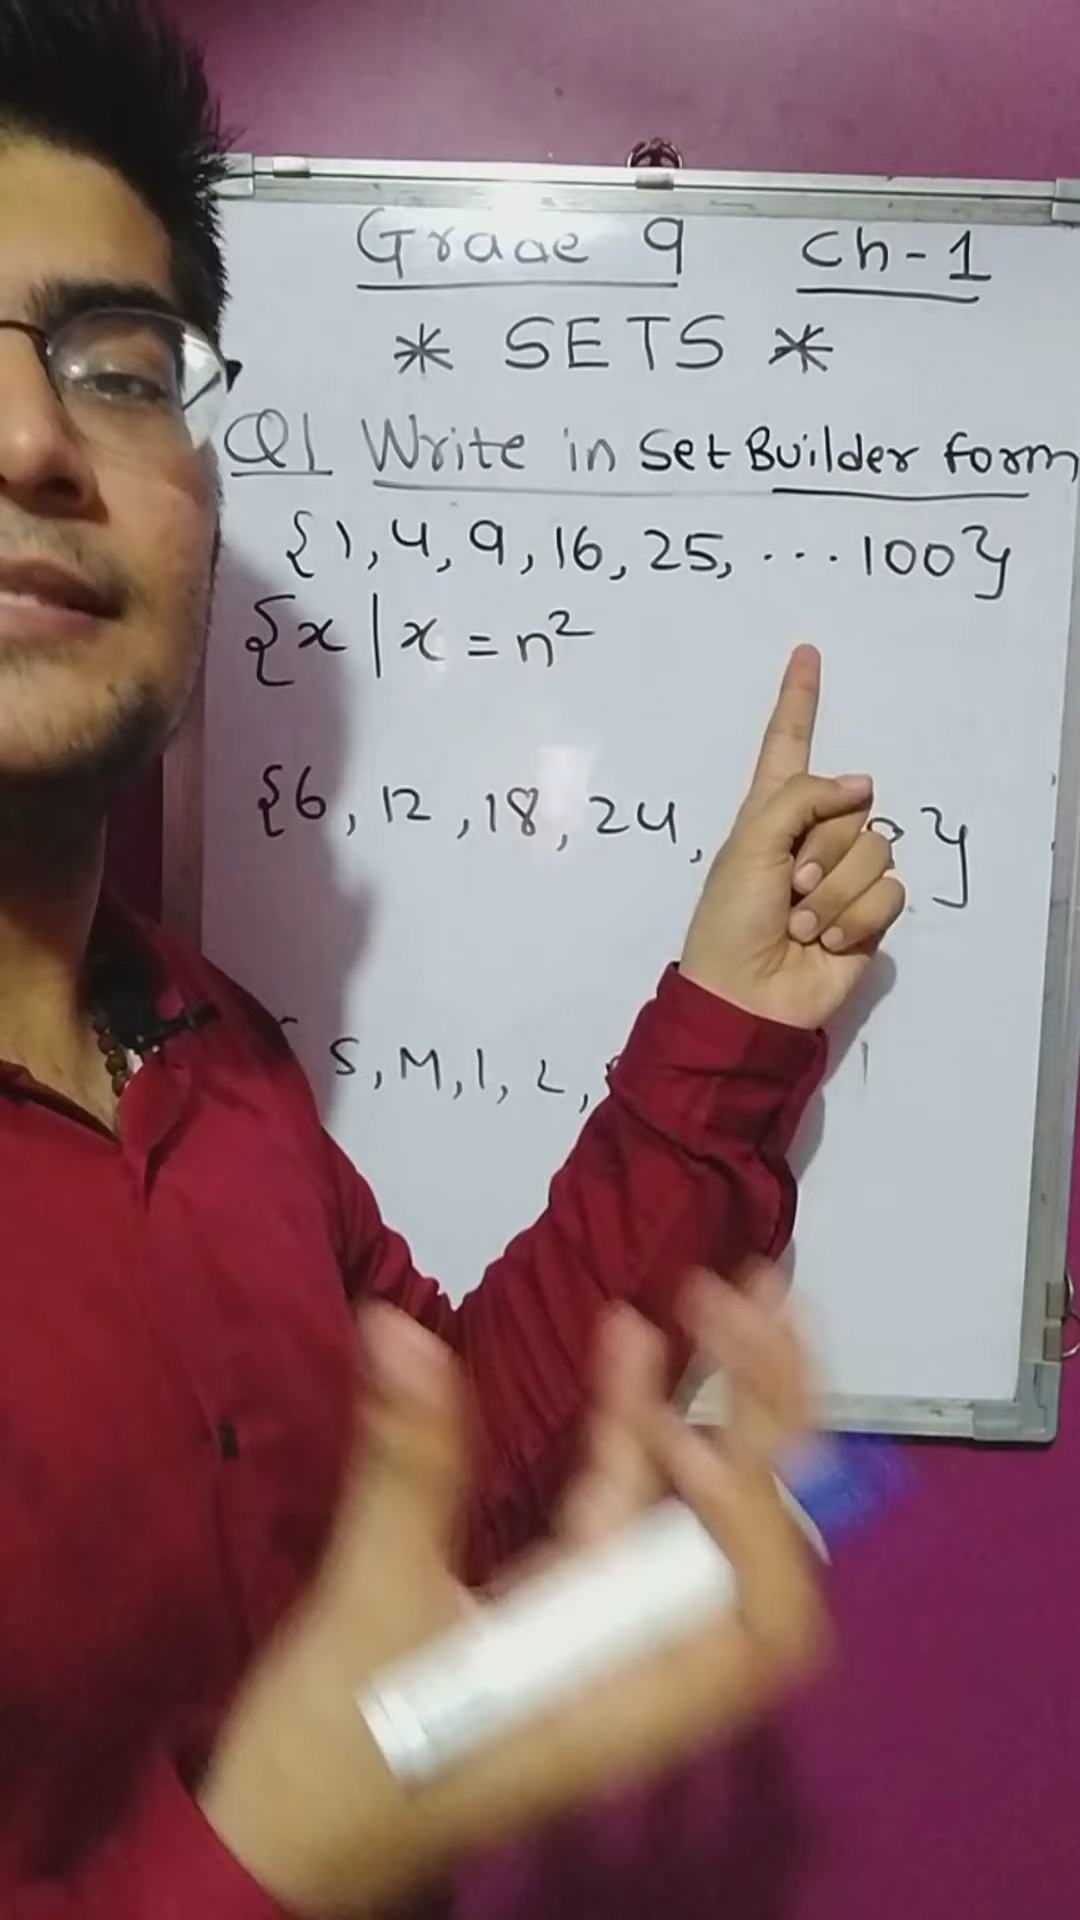 Grade 9 Ch-1
* SETS *
Q1 Write in Set Builder form
{1, 4, 9, 16, 25, ... 100}
{x | x = n²
{6, 12, 18, 24, }
S, M, I, L,